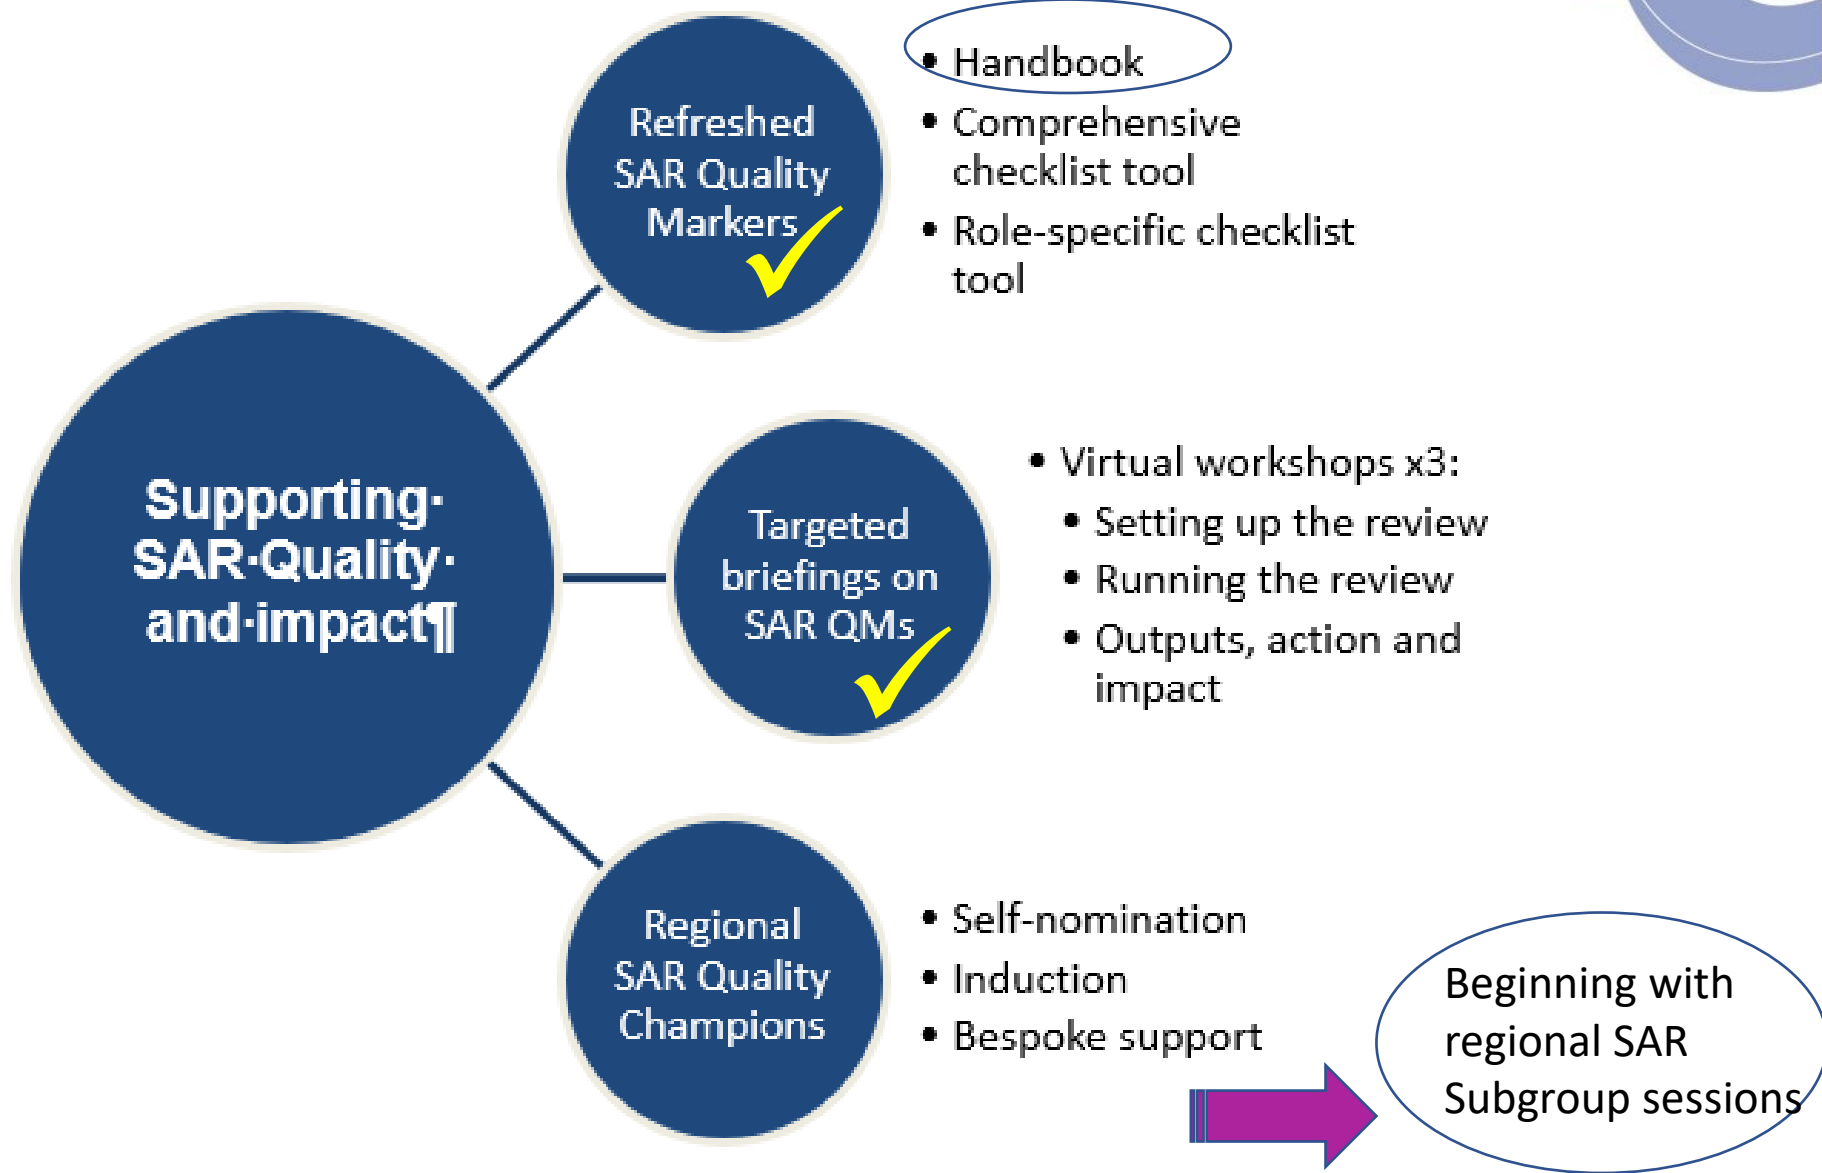 Supporting·
SAR·Quality·
and·impact¶
Refreshed
SAR Quality
Markers
• Handbook
• Comprehensive
checklist tool
• Role-specific checklist
tool
Targeted
briefings on
SAR QMs
• Virtual workshops x3:
• Setting up the review
• Running the review
• Outputs, action and
impact
Regional
SAR Quality
Champions
• Self-nomination
• Induction
• Bespoke support
Beginning with
regional SAR
Subgroup sessions